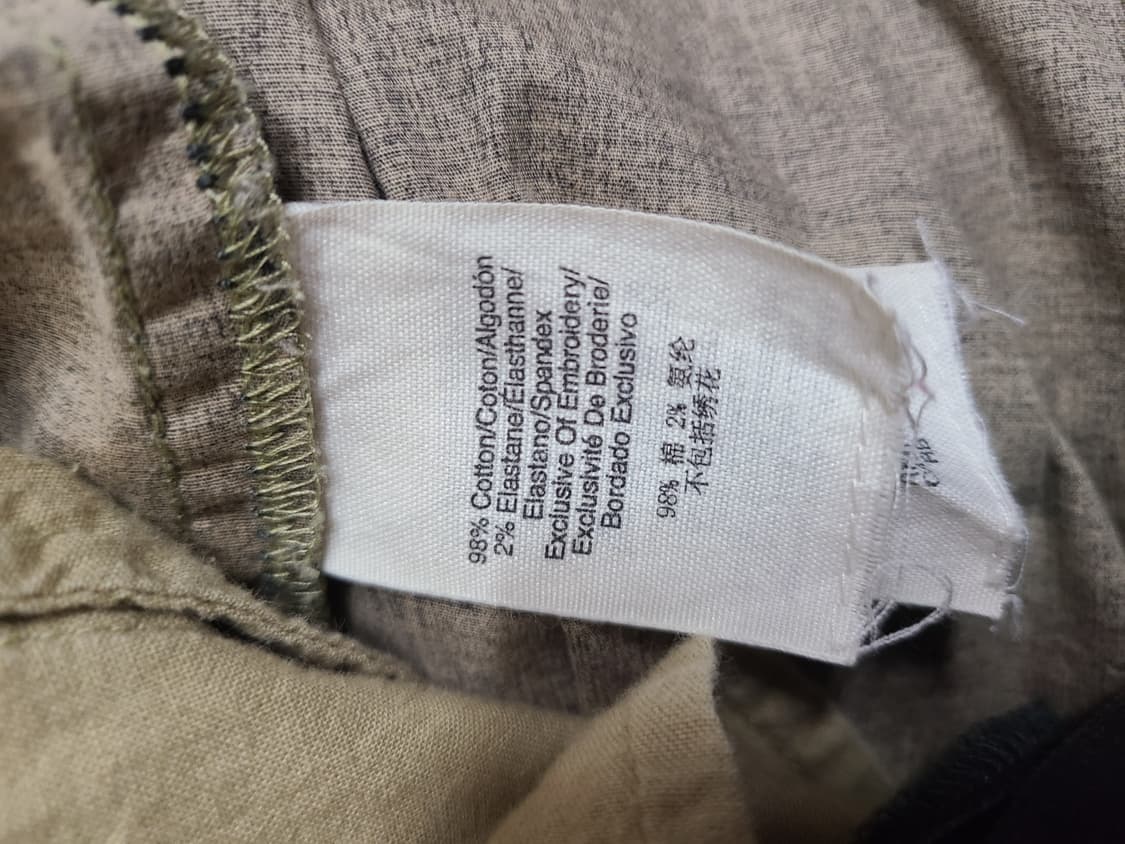 98% Cotton/Coton/Algodón
2% Elastane/Élasthanne/
Elastano/Spandex
Exclusive Of Embroidery/
Exclusivité De Broderie/
Bordado Exclusivo
98% 棉 2% 氨纶
不包括绣花